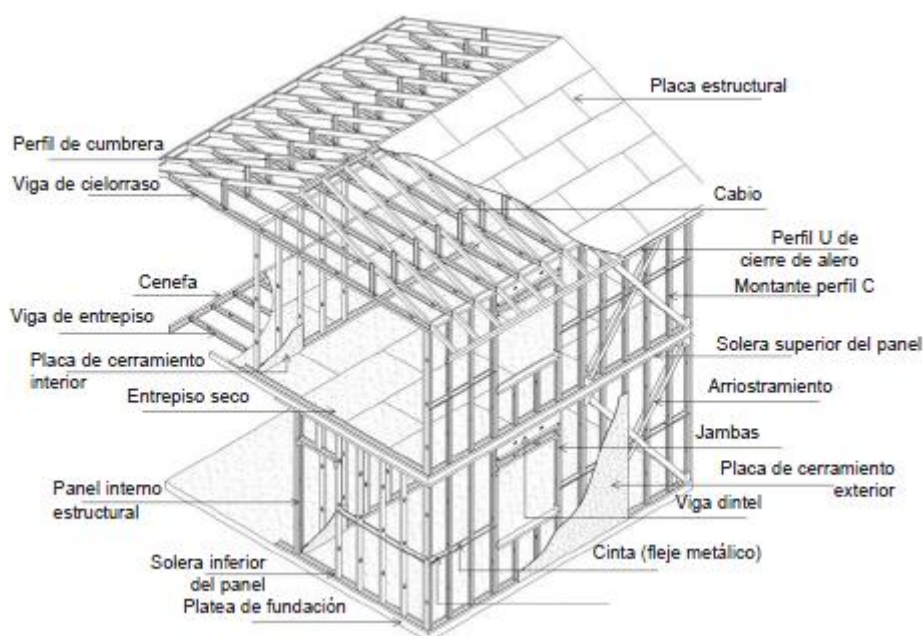 Placa estructural
Perfil de cumbrera
Viga de cielorraso
Cabio
Perfil U de
cierre de alero
Cenefa
Montante perfil C
Viga de entrepiso
Placa de cerramiento
interior
Solera superior del panel
Entrepiso seco
Arriostramiento
Jambas
Panel interno
estructural
Placa de cerramiento
exterior
Viga dintel
Cinta (fleje metálico)
Solera inferior
del panel
Platea de fundación